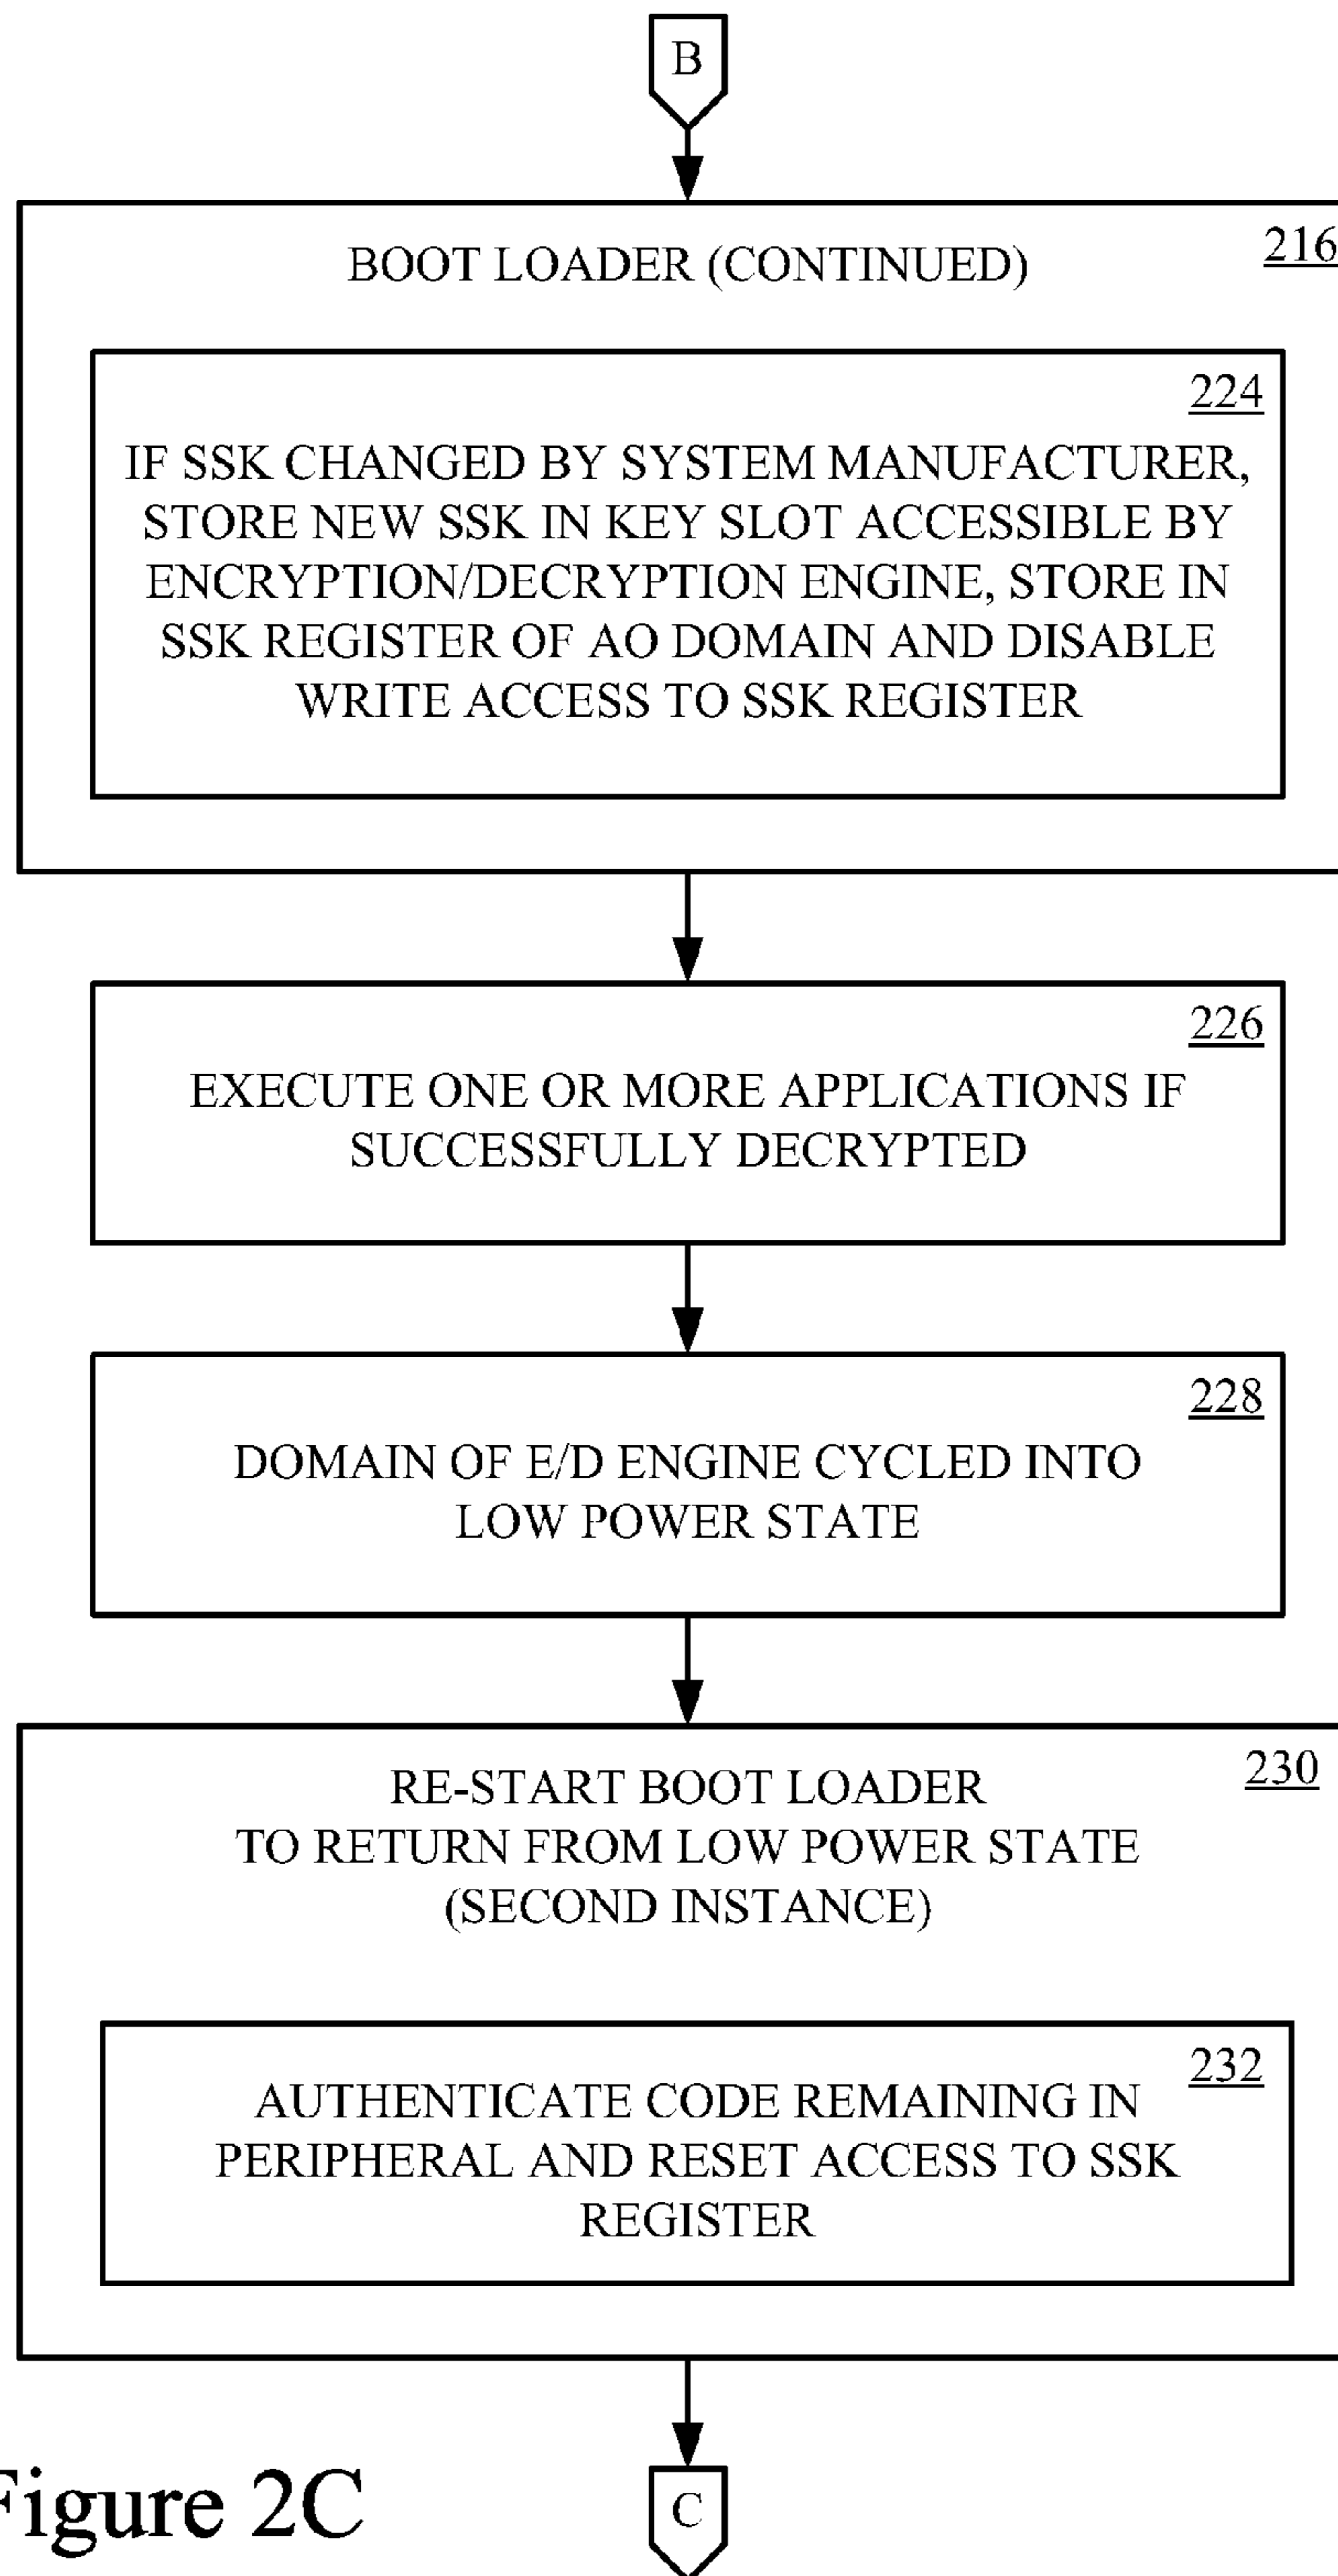 B
216
BOOT LOADER (CONTINUED)
224
IF SSK CHANGED BY SYSTEM MANUFACTURER,
STORE NEW SSK IN KEY SLOT ACCESSIBLE BY
ENCRYPTION/DECRYPTION ENGINE, STORE IN
SSK REGISTER OF AO DOMAIN AND DISABLE
WRITE ACCESS TO SSK REGISTER
226
EXECUTE ONE OR MORE APPLICATIONS IF
SUCCESSFULLY DECRYPTED
228
DOMAIN OF E/D ENGINE CYCLED INTO
LOW POWER STATE
230
RE-START BOOT LOADER
TO RETURN FROM LOW POWER STATE
(SECOND INSTANCE)
232
AUTHENTICATE CODE REMAINING IN
PERIPHERAL AND RESET ACCESS TO SSK
REGISTER
Figure 2C
C